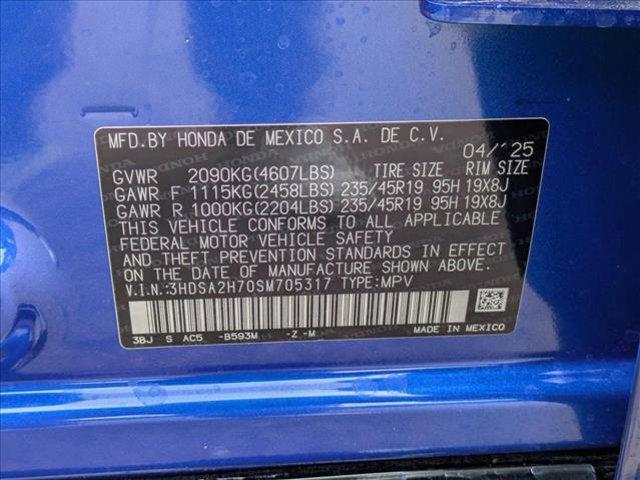 MFD.BY HONDA DE MEXICO S.A. DE C.V. 04/'25
GVWR 2090KG(4607LBS) TIRE SIZE RIM SIZE
GAWR F 1115KG(2458LBS) 235/45R19 95H 19X8J
GAWR R 1000KG(2204LBS) 235/45R19 95H 19X8J
THIS VEHICLE CONFORMS TO ALL APPLICABLE
FEDERAL MOTOR VEHICLE SAFETY
AND THEFT PREVENTION STANDARDS IN EFFECT
ON THE DATE OF MANUFACTURE SHOWN ABOVE.
V.I.N.:3HDSA2H70SM705317 TYPE:MPV
3BJ S AC5 -B593M -Z -M MADE IN MEXICO